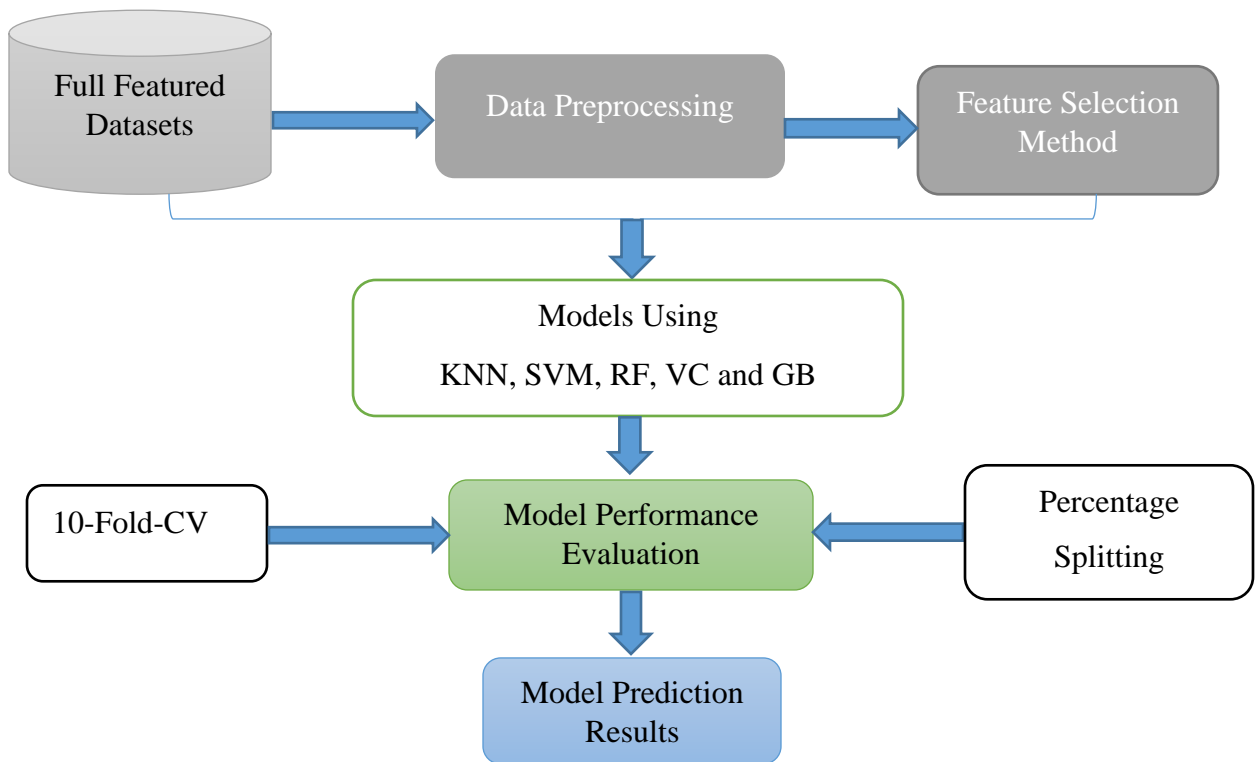 Full Featured
Datasets
Data Preprocessing
Feature Selection
Method
Models Using
KNN, SVM, RF, VC and GB
10-Fold-CV
Model Performance
Evaluation
Percentage
Splitting
Model Prediction
Results